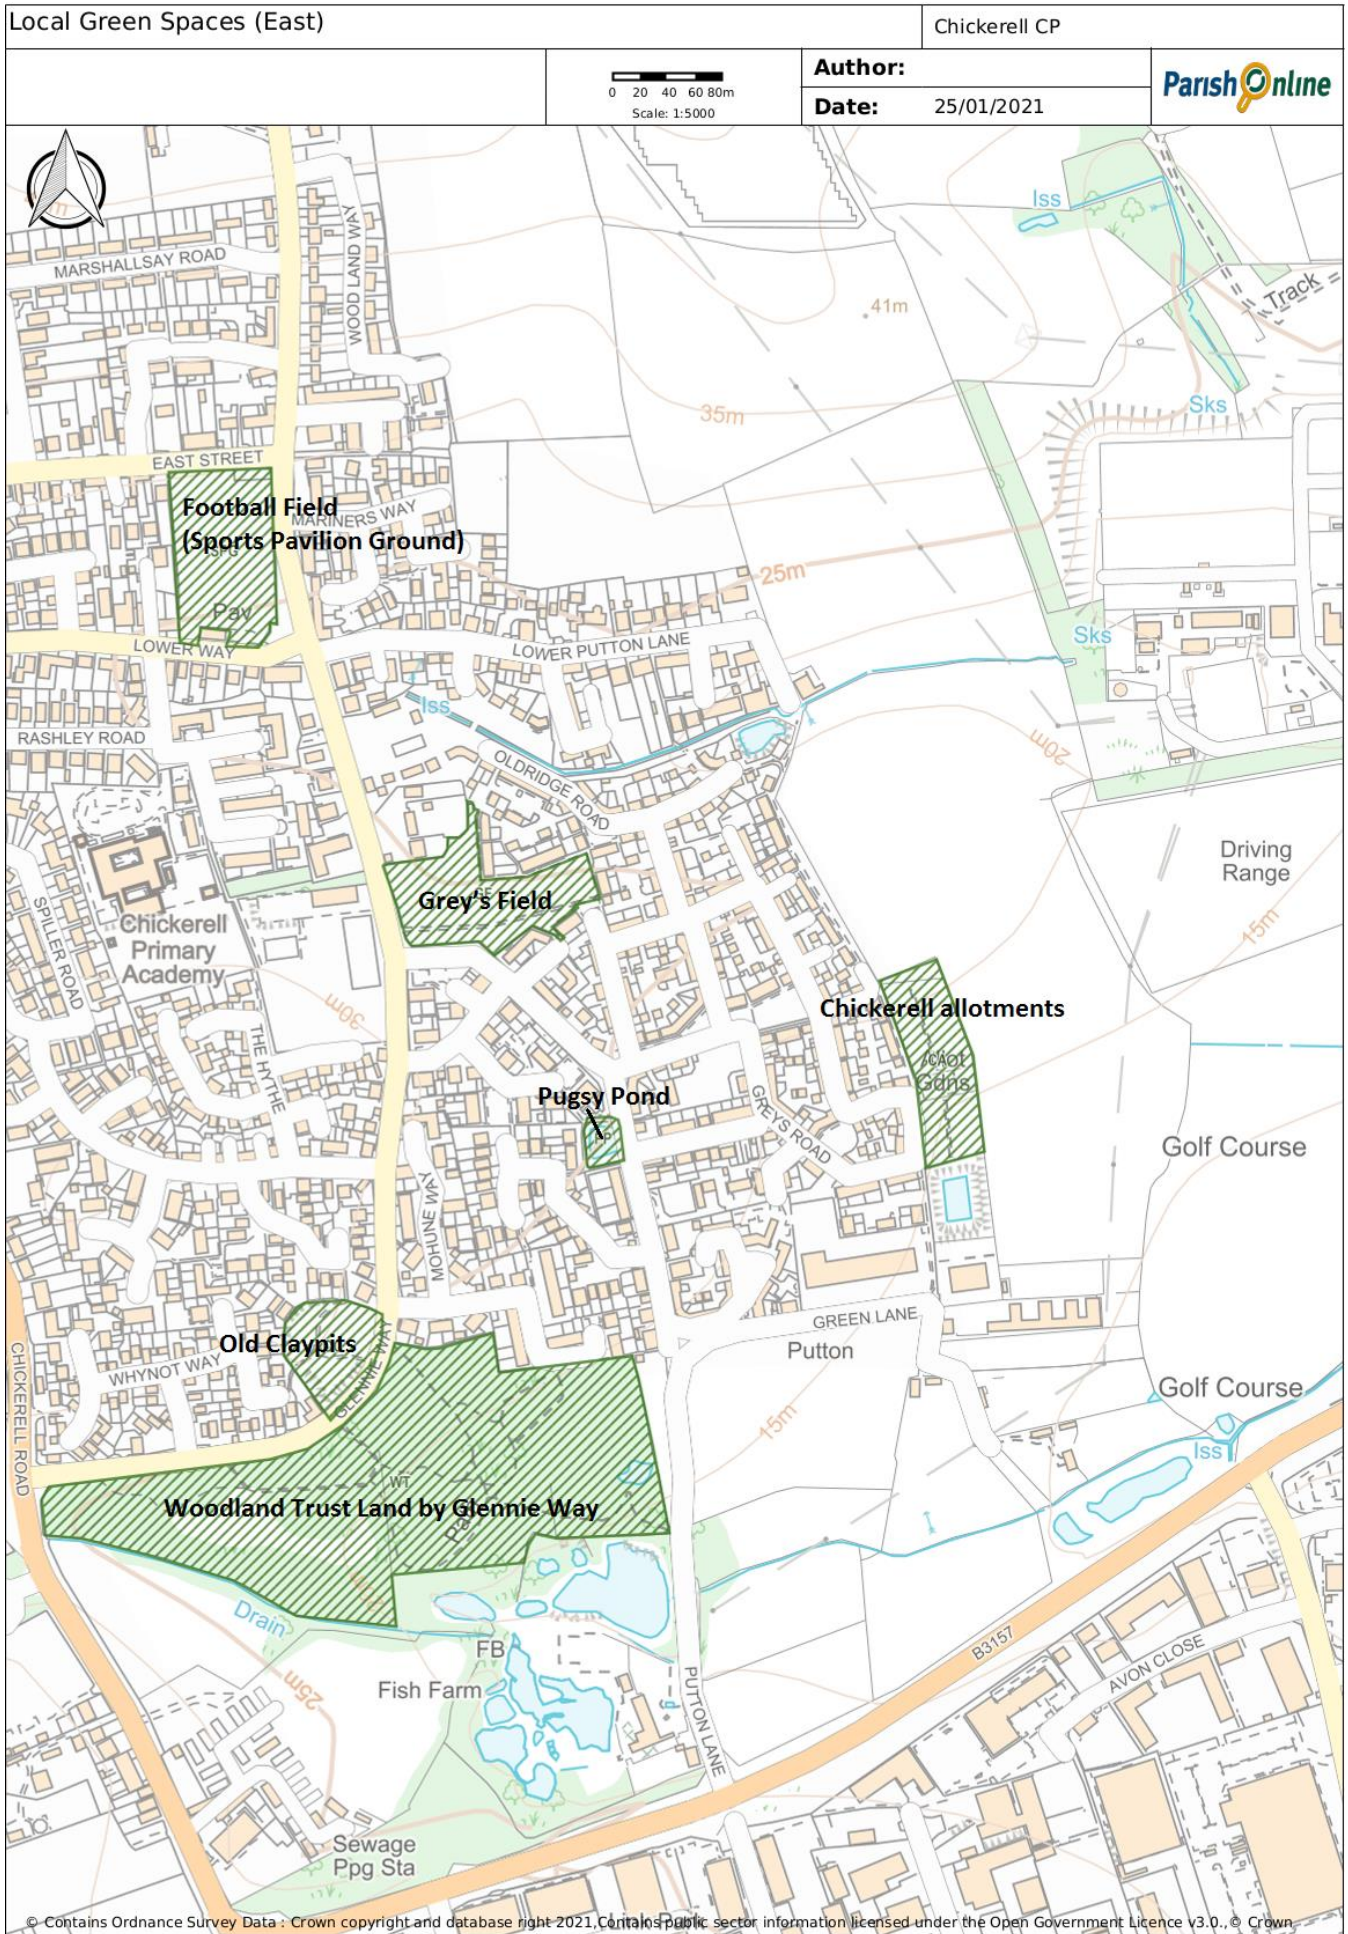 Local Green Spaces (East)
Chickerell CP
Author:
Date: 25/01/2021
0 20 40 60 80m
Scale: 1:5000
Parish Online
Iss
MARSHALLSAY ROAD
WOOD LAND WAY
Track
41m
35m
Sks
EAST STREET
Football Field
(Sports Pavilion Ground)
MARINERS WAY
SPG
25m
Pav
LOWER WAY
LOWER PUTTON LANE
Sks
Iss
RASHLEY ROAD
20m
OLDRIDGE ROAD
Driving
Range
Grey's Field
GF
15m
SPILLER ROAD
Chickerell
Primary
Academy
30m
Chickerell allotments
THE HYTHE
Gdns
Pugsy Pond
PP
GREYS ROAD
Golf Course
MOHUNE WAY
GREEN LANE
Putton
Old Claypits
GLENNIE WAY
WHYNOT WAY
CHICKERELL ROAD
Golf Course
15m
Iss
WT
Woodland Trust Land by Glennie Way
Drain
FB
Fish Farm
25m
PUTTON LANE
B3157
AVON CLOSE
Sewage
Ppg Sta
© Contains Ordnance Survey Data : Crown copyright and database right 2021,Contains public sector information licensed under the Open Government Licence v3.0.,© Crown